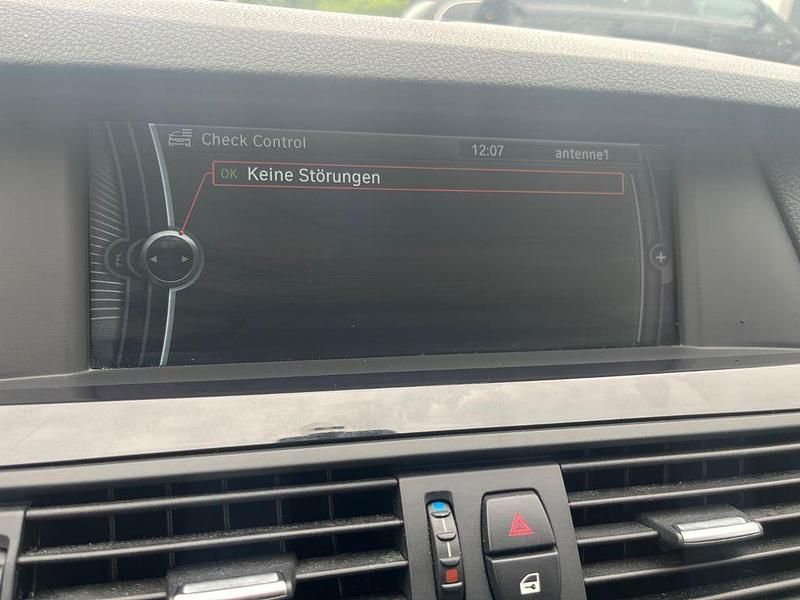 Check Control
12:07
antenne1
OK Keine Störungen